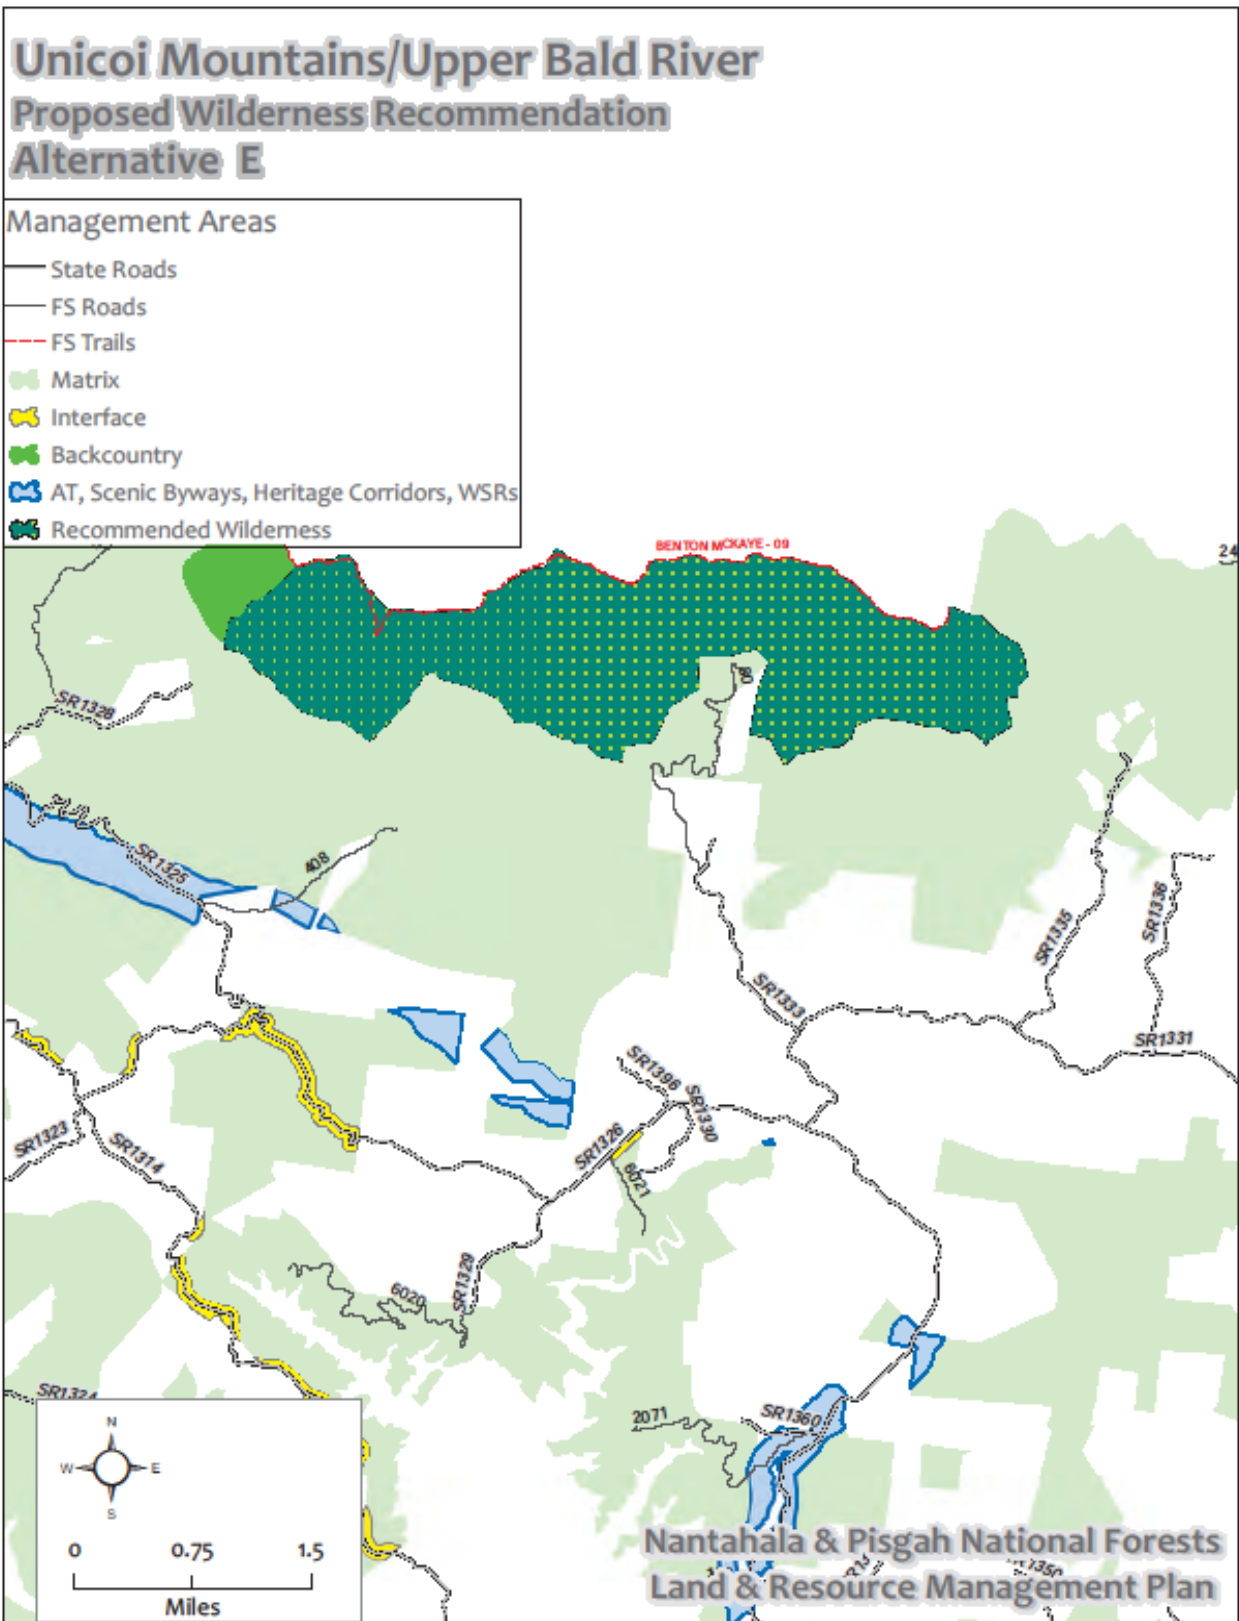 Unicoi Mountains/Upper Bald River
Proposed Wilderness Recommendation
Alternative E
Management Areas
State Roads
FS Roads
FS Trails
Matrix
Interface
Backcountry
AT, Scenic Byways, Heritage Corridors, WSRs
Recommended Wilderness
BENTON MCKAYE - 09
24
80
SR1328
SR1325
408
SR1335
SR1336
SR1333
SR1331
SR1396
SR1330
SR1326
6021
SR1323
SR1314
SR1329
6020
SR1324
2071
SR1360
N
W
E
S
0
0.75
1.5
Miles
Nantahala & Pisgah National Forests
Land & Resource Management Plan